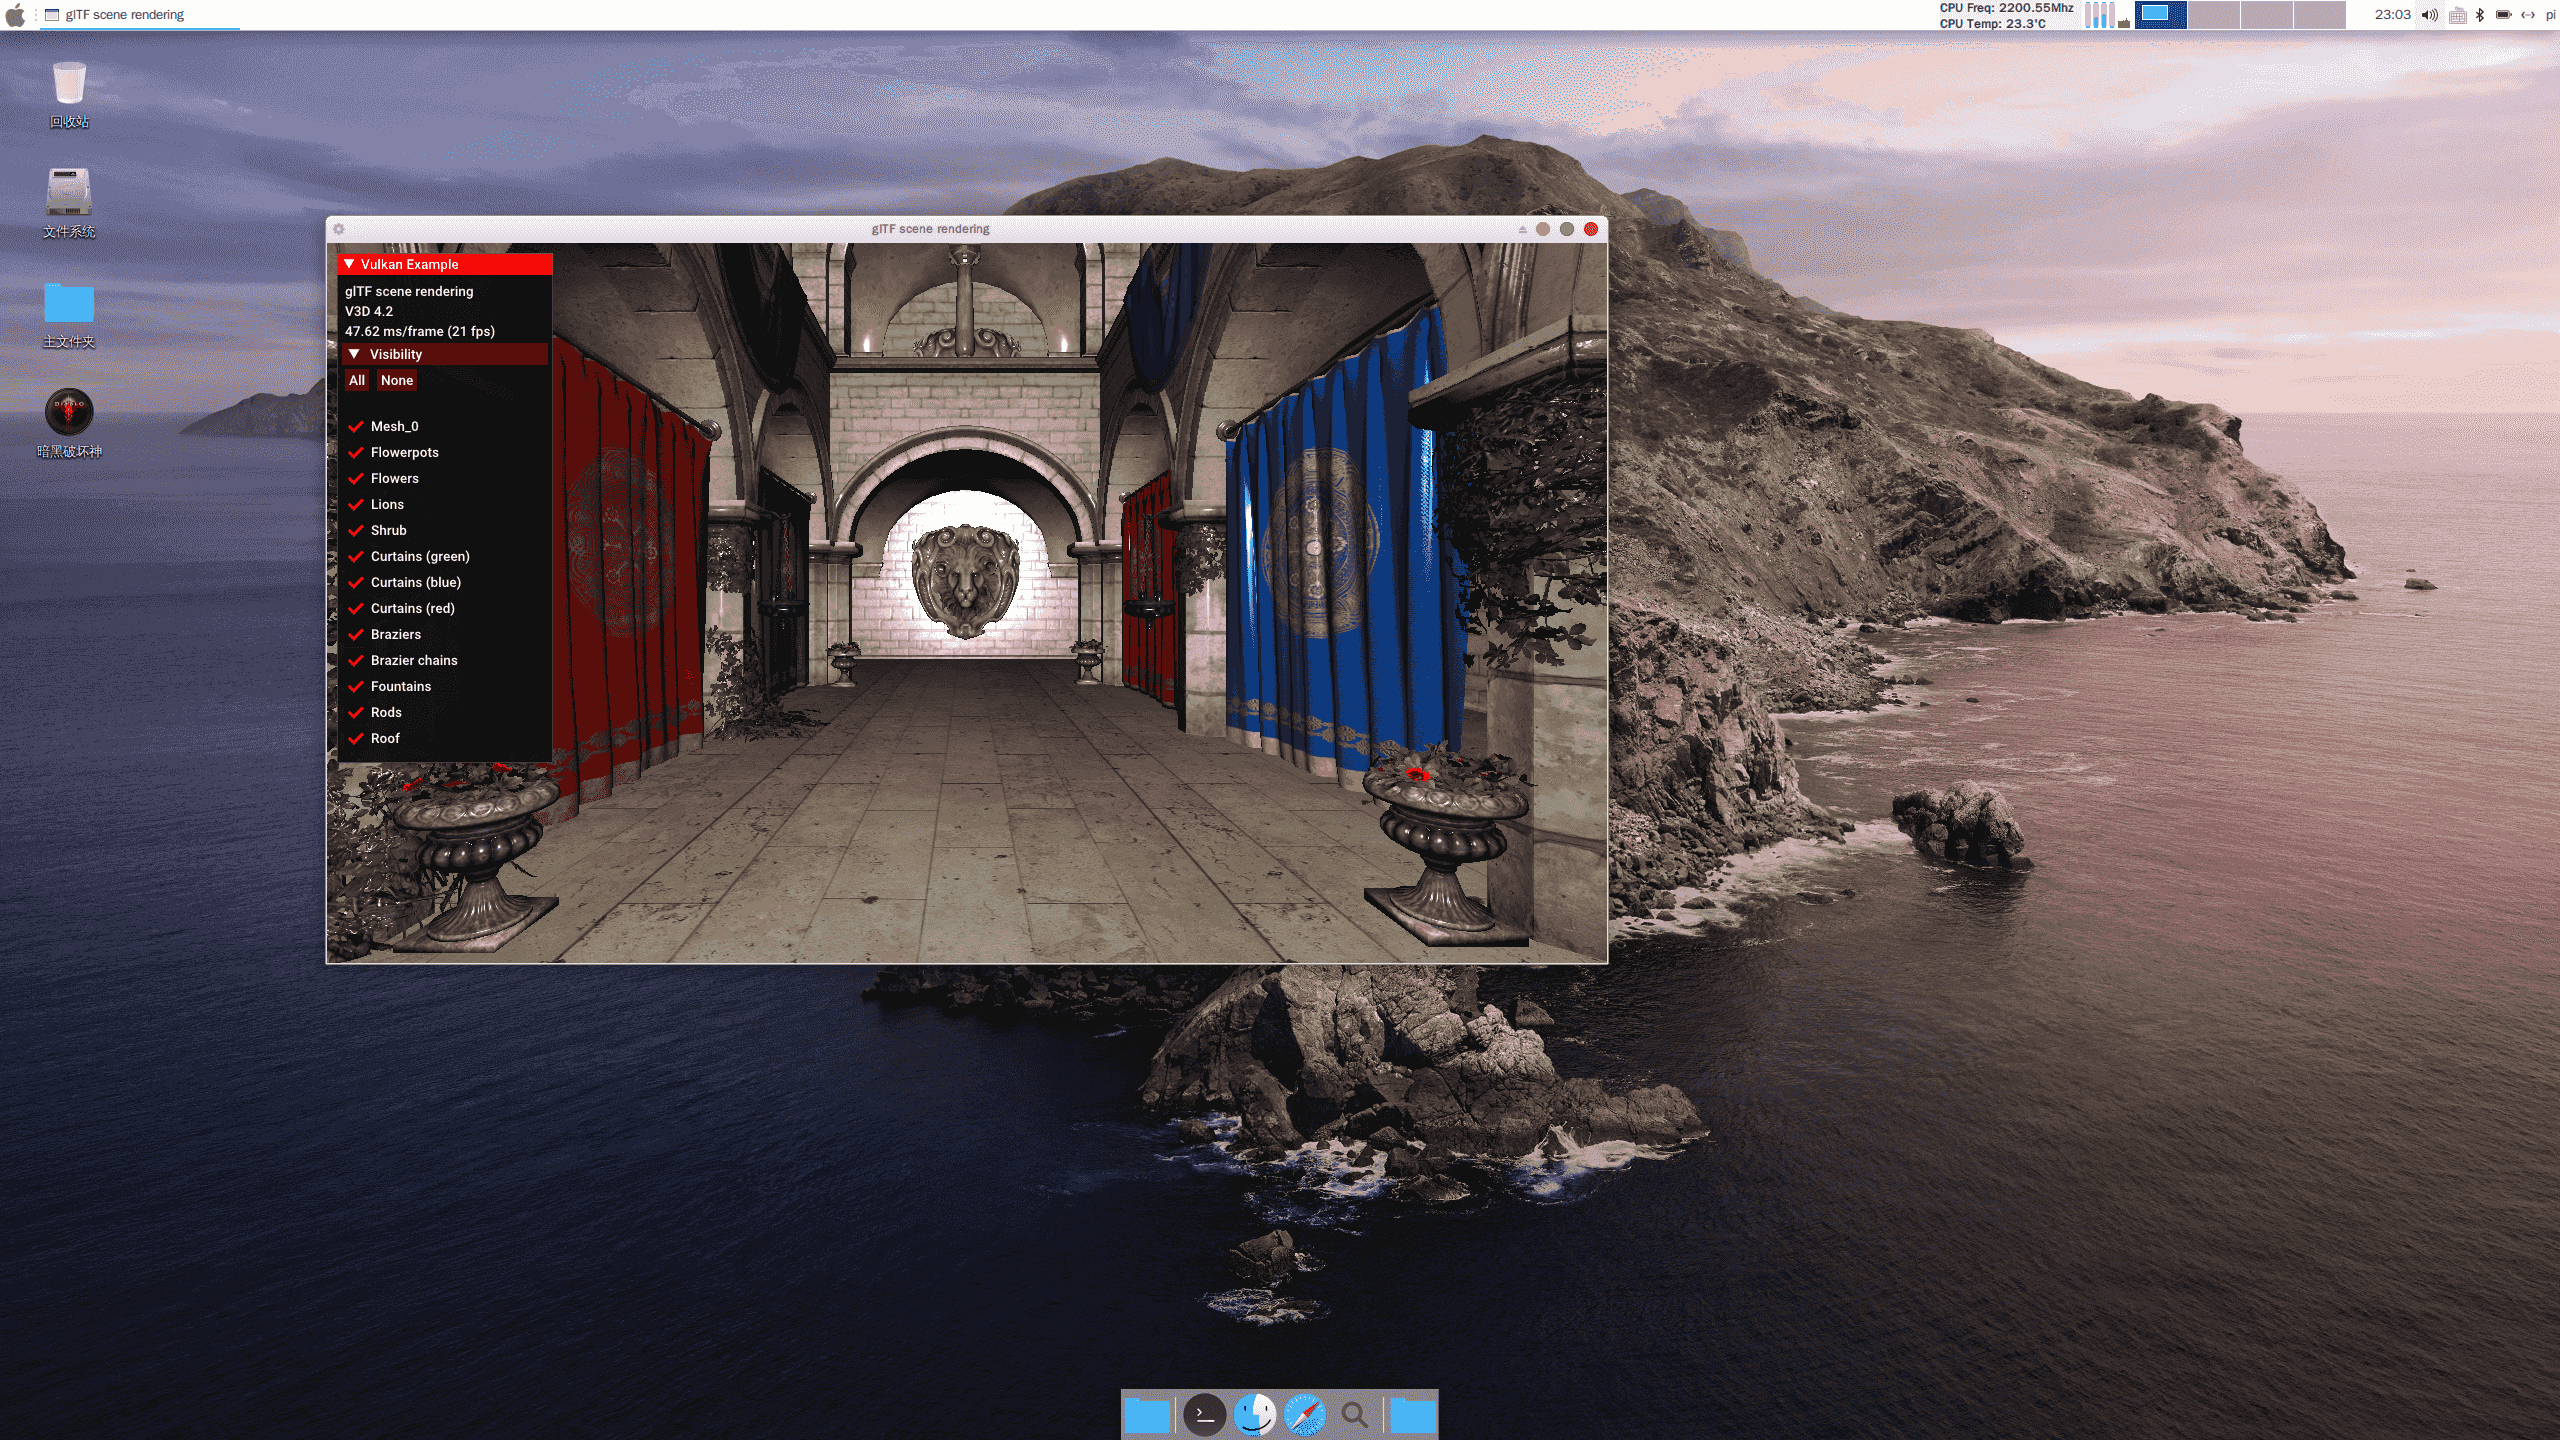 glTF scene rendering
CPU Freq: 2200.55Mhz
CPU Temp: 23.3'C
23:03
pi
回收站
文件系统
主文件夹
DIABLO
暗黑破坏神
glTF scene rendering
Vulkan Example
glTF scene rendering
V3D 4.2
47.62 ms/frame (21 fps)
Visibility
All None
Mesh_0
Flowerpots
Flowers
Lions
Shrub
Curtains (green)
Curtains (blue)
Curtains (red)
Braziers
Brazier chains
Fountains
Rods
Roof